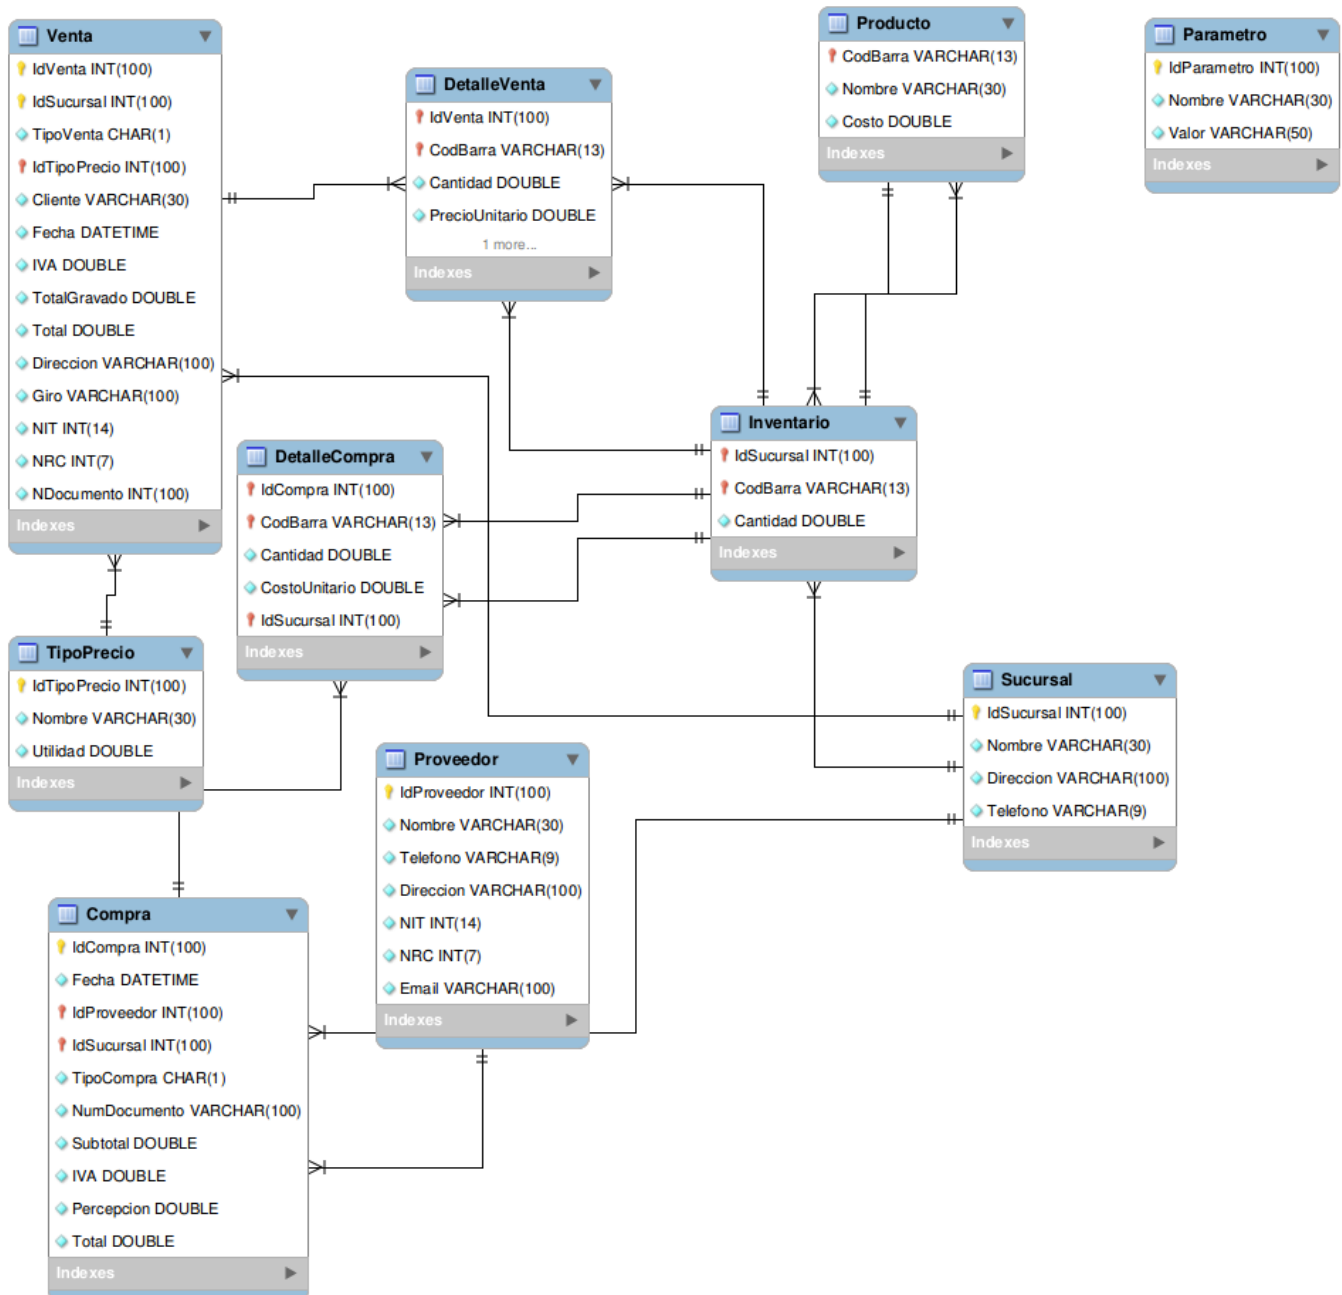 Venta
IdVenta INT(100)
IdSucursal INT(100)
TipoVenta CHAR(1)
IdTipoPrecio INT(100)
Cliente VARCHAR(30)
Fecha DATETIME
IVA DOUBLE
TotalGravado DOUBLE
Total DOUBLE
Direccion VARCHAR(100)
Giro VARCHAR(100)
NIT INT(14)
NRC INT(7)
NDocumento INT(100)
Indexes
DetalleVenta
IdVenta INT(100)
CodBarra VARCHAR(13)
Cantidad DOUBLE
PrecioUnitario DOUBLE
1 more...
Indexes
Producto
CodBarra VARCHAR(13)
Nombre VARCHAR(30)
Costo DOUBLE
Indexes
Parametro
IdParametro INT(100)
Nombre VARCHAR(30)
Valor VARCHAR(50)
Indexes
DetalleCompra
IdCompra INT(100)
CodBarra VARCHAR(13)
Cantidad DOUBLE
CostoUnitario DOUBLE
IdSucursal INT(100)
Indexes
Inventario
IdSucursal INT(100)
CodBarra VARCHAR(13)
Cantidad DOUBLE
Indexes
TipoPrecio
IdTipoPrecio INT(100)
Nombre VARCHAR(30)
Utilidad DOUBLE
Indexes
Proveedor
IdProveedor INT(100)
Nombre VARCHAR(30)
Telefono VARCHAR(9)
Direccion VARCHAR(100)
NIT INT(14)
NRC INT(7)
Email VARCHAR(100)
Indexes
Sucursal
IdSucursal INT(100)
Nombre VARCHAR(30)
Direccion VARCHAR(100)
Telefono VARCHAR(9)
Indexes
Compra
IdCompra INT(100)
Fecha DATETIME
IdProveedor INT(100)
IdSucursal INT(100)
TipoCompra CHAR(1)
NumDocumento VARCHAR(100)
Subtotal DOUBLE
IVA DOUBLE
Percepcion DOUBLE
Total DOUBLE
Indexes